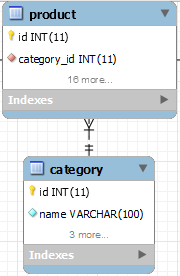 product
id INT(11)
category_id INT(11)
16 more...
Indexes
category
id INT(11)
name VARCHAR(100)
3 more...
Indexes